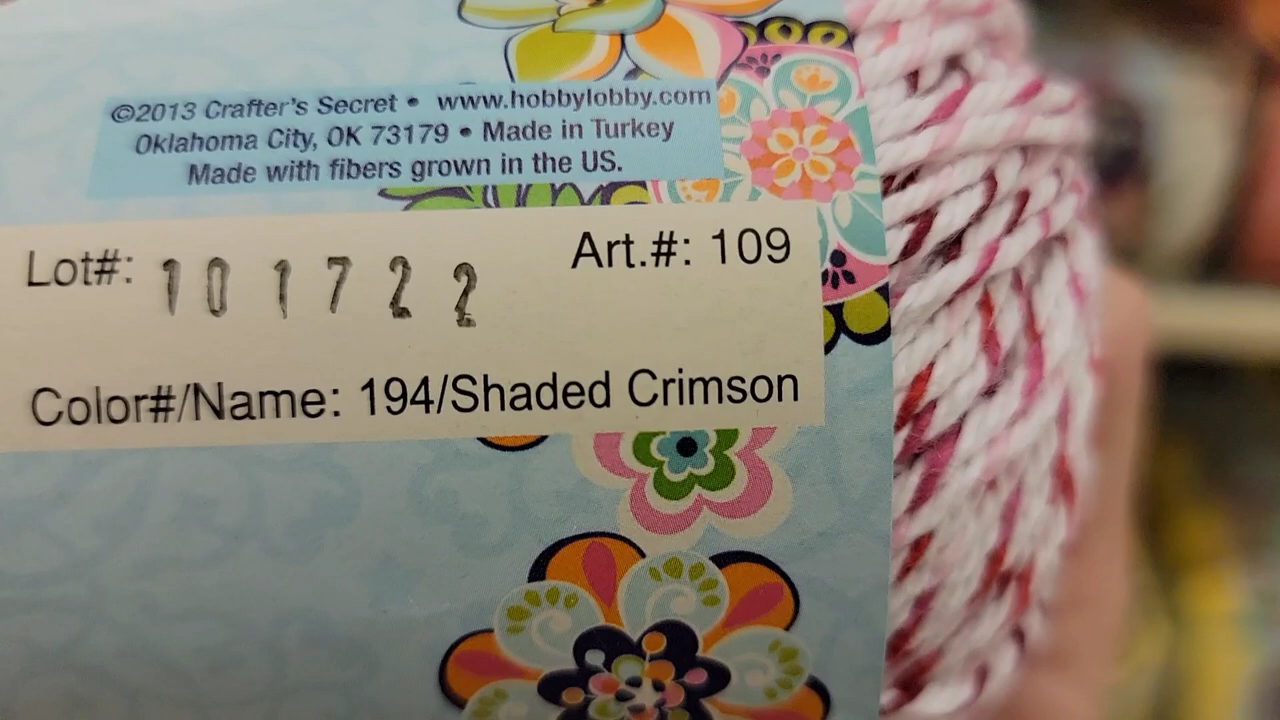 ©2013 Crafter's Secret • www.hobbylobby.com
Oklahoma City, OK 73179 • Made in Turkey
Made with fibers grown in the US.
Lot#: 101722 Art.#: 109
Color#/Name: 194/Shaded Crimson